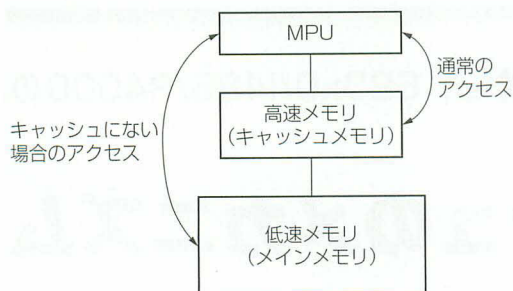 MPU
通常の
アクセス
高速メモリ
(キャッシュメモリ)
キャッシュにない
場合のアクセス
低速メモリ
(メインメモリ)